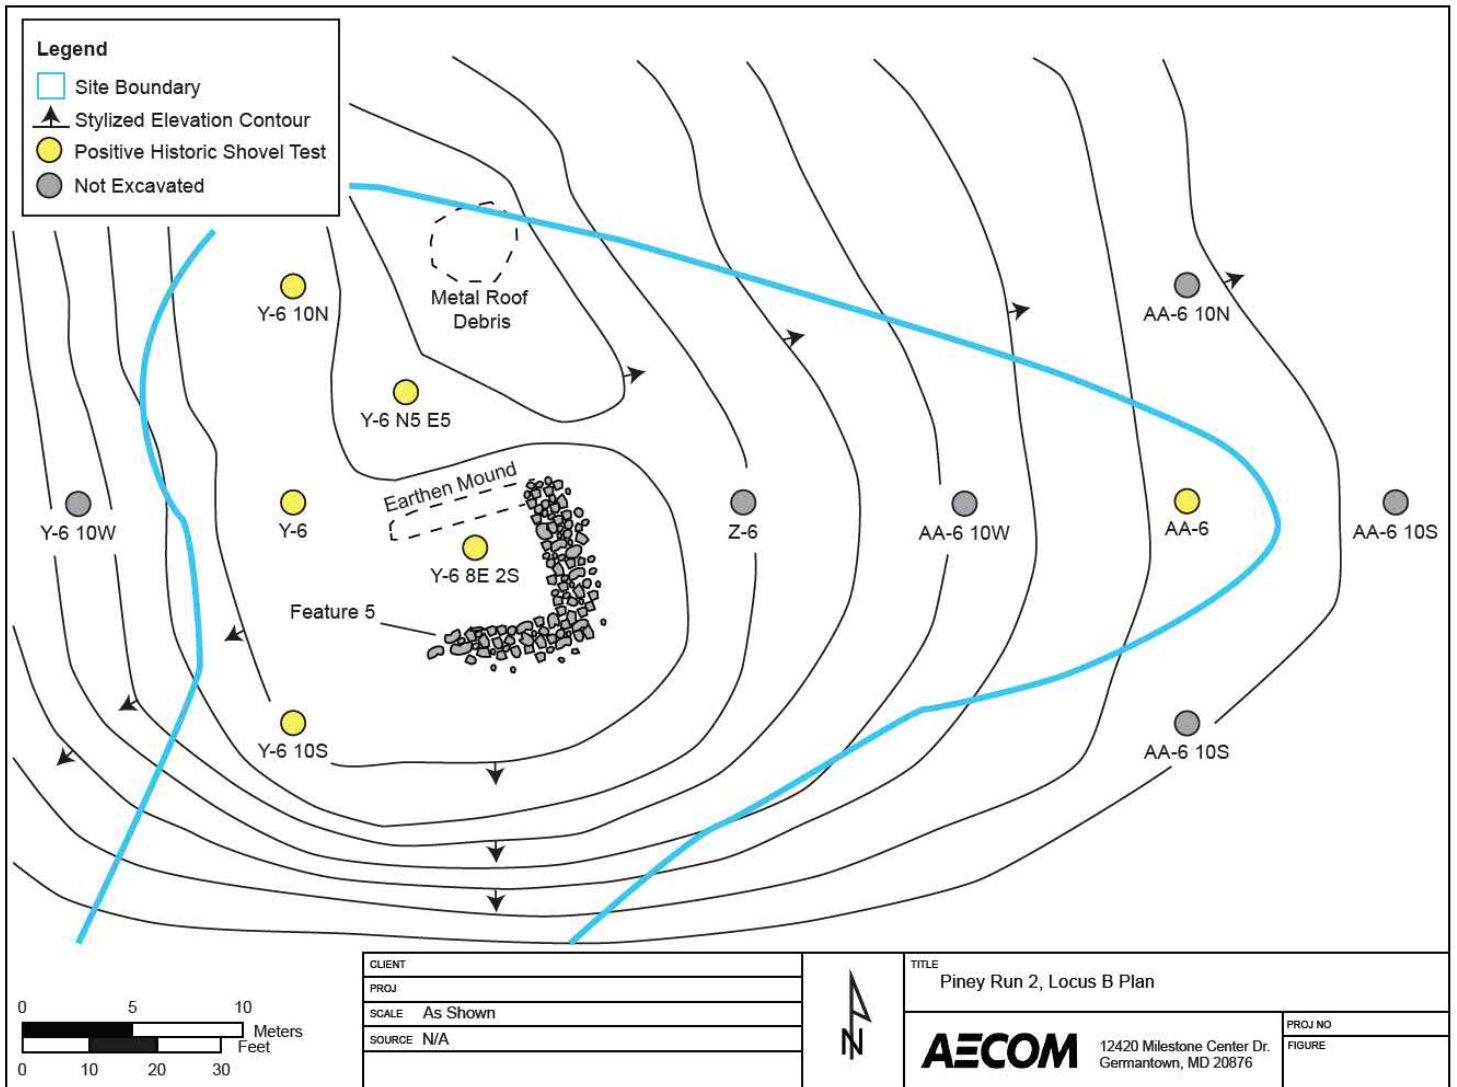 Legend
Site Boundary
Stylized Elevation Contour
Positive Historic Shovel Test
Not Excavated
Metal Roof
Debris
Y-6 10N
AA-6 10N
Y-6 N5 E5
Earthen Mound
Y-6 10W
Y-6
Z-6
AA-6 10W
AA-6
AA-6 10S
Y-6 8E 2S
Feature 5
Y-6 10S
AA-6 10S
0 5 10
Meters
Feet
0 10 20 30
CLIENT
PROJ
SCALE As Shown
SOURCE N/A
N
TITLE
Piney Run 2, Locus B Plan
AECOM
12420 Milestone Center Dr.
Germantown, MD 20876
PROJ NO
FIGURE